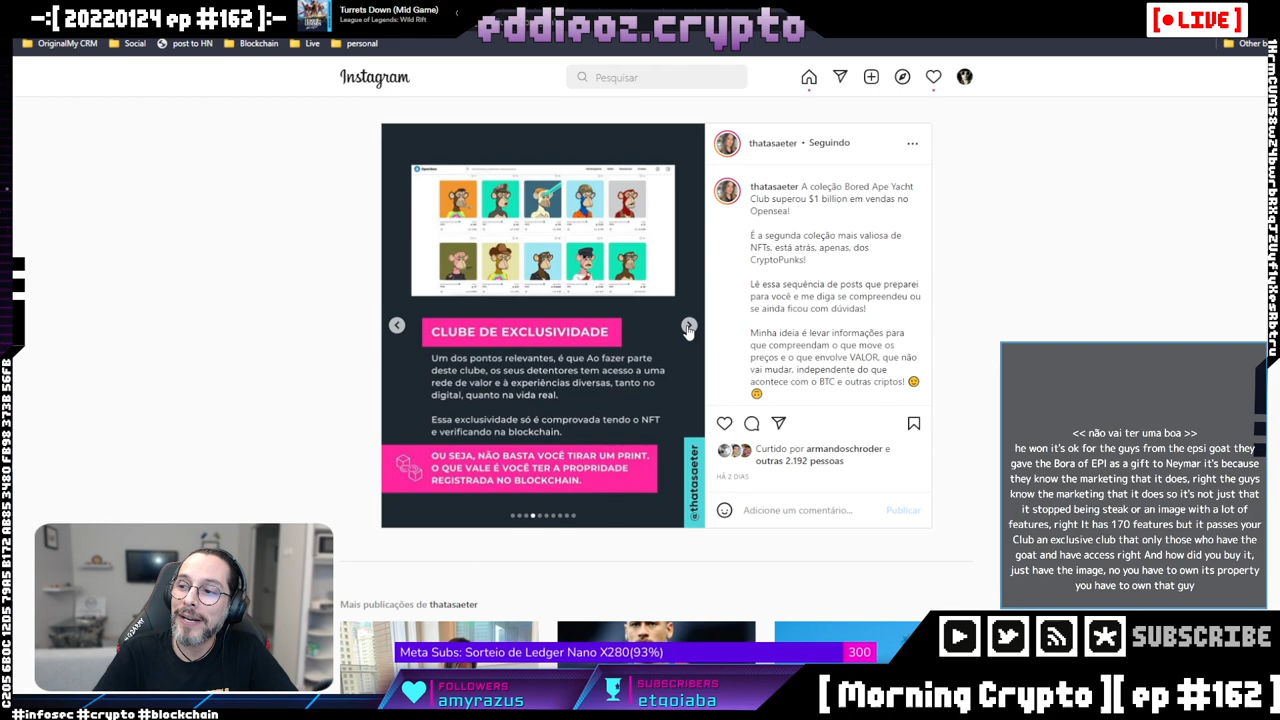 -:[ 20220124 ep #162 ]:-
Turrets Down (Mid Game)
League of Legends: Wild Rift
eddieoz.crypto
[● LIVE]
OriginalMy CRM
Social
post to HN
Blockchain
Live
personal
Other b
Instagram
Pesquisar
thatasaeter • Seguindo
thatasaeter A coleção Bored Ape Yacht
Club superou $1 billion em vendas no
Opensea!
É a segunda coleção mais valiosa de
NFTs, está atrás, apenas, dos
CryptoPunks!
Lê essa sequência de posts que preparei
para você e me diga se compreendeu ou
se ainda ficou com dúvidas!
Minha ideia é levar informações para
que compreendam o que move os
preços e o que envolve VALOR, que não
vai mudar, independente do que
acontece com o BTC e outras criptos! 🙂
🙃
CLUBE DE EXCLUSIVIDADE
Um dos pontos relevantes, é que Ao fazer parte
deste clube, os seus detentores tem acesso a uma
rede de valor e à experiências diversas, tanto no
digital, quanto na vida real.
Essa exclusividade só é comprovada tendo o NFT
e verificando na blockchain.
OU SEJA, NÃO BASTA VOCÊ TIRAR UM PRINT.
O QUE VALE É VOCÊ TER A PROPRIDADE
REGISTRADA NO BLOCKCHAIN.
@thatasaeter
Curtido por armandoschroder e
outras 2.192 pessoas
HÁ 2 DIAS
Adicione um comentário...
Publicar
Mais publicações de thatasaeter
<< não vai ter uma boa >>
he won it's ok for the guys from the epsi goat they
gave the Bora of EPI as a gift to Neymar it's because
they know the marketing that it does, right the guys
know the marketing that it does so it's not just that
it stopped being steak or an image with a lot of
features, right It has 170 features but it passes your
Club an exclusive club that only those who have the
goat and have access right And how did you buy it,
just have the image, no you have to own its property
you have to own that guy
Meta Subs: Sorteio de Ledger Nano X280(93%)
300
FOLLOWERS
amyrazus
SUBSCRIBERS
etgoiaba
SUBSCRIBE
[ Morning Crypto ][ ep #162 ]
#infosec #crypto #blockchain